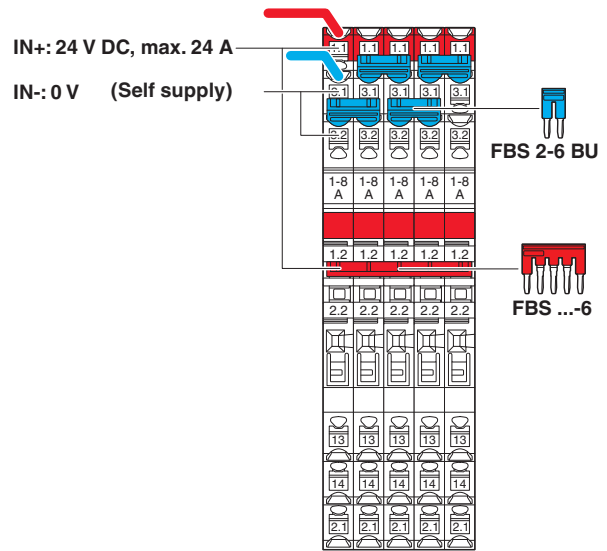 IN+: 24 V DC, max. 24 A
1.1 1.1 1.1 1.1 1.1
IN-: 0 V (Self supply)
3.1 3.1 3.1 3.1 3.1
3.2 3.2 3.2 3.2 3.2
FBS 2-6 BU
1-8 1-8 1-8 1-8 1-8
A A A A A
1.2 1.2 1.2 1.2 1.2
FBS ...-6
2.2 2.2 2.2 2.2 2.2
13 13 13 13 13
14 14 14 14 14
2.1 2.1 2.1 2.1 2.1